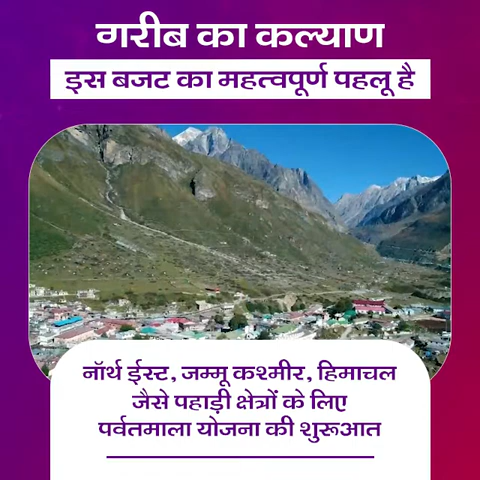 गरीब का कल्याण
इस बजट का महत्वपूर्ण पहलू है
नॉर्थ ईस्ट, जम्मू कश्मीर, हिमाचल
जैसे पहाड़ी क्षेत्रों के लिए
पर्वतमाला योजना की शुरूआत